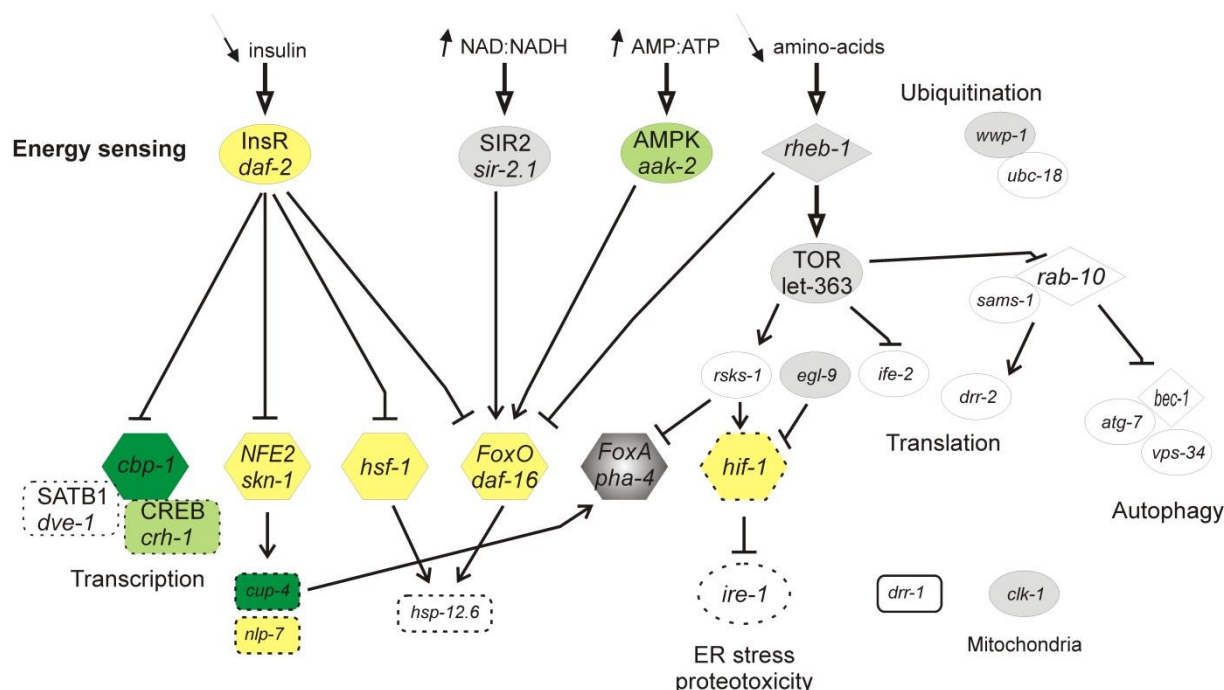 insulin
NAD:NADH
AMP:ATP
amino-acids
Ubiquitination
Energy sensing
InsR
daf-2
SIR2
sir-2.1
AMPK
aak-2
rheb-1
wwp-1
ubc-18
TOR
let-363
rab-10
sams-1
rsks-1
egl-9
ife-2
drr-2
bec-1
atg-7
vps-34
Translation
Autophagy
cbp-1
NFE2
skn-1
hsf-1
FoxO
daf-16
FoxA
pha-4
hif-1
SATB1
dve-1
CREB
crh-1
Transcription
cup-4
nlp-7
hsp-12.6
ire-1
drr-1
clk-1
Mitochondria
ER stress
proteotoxicity